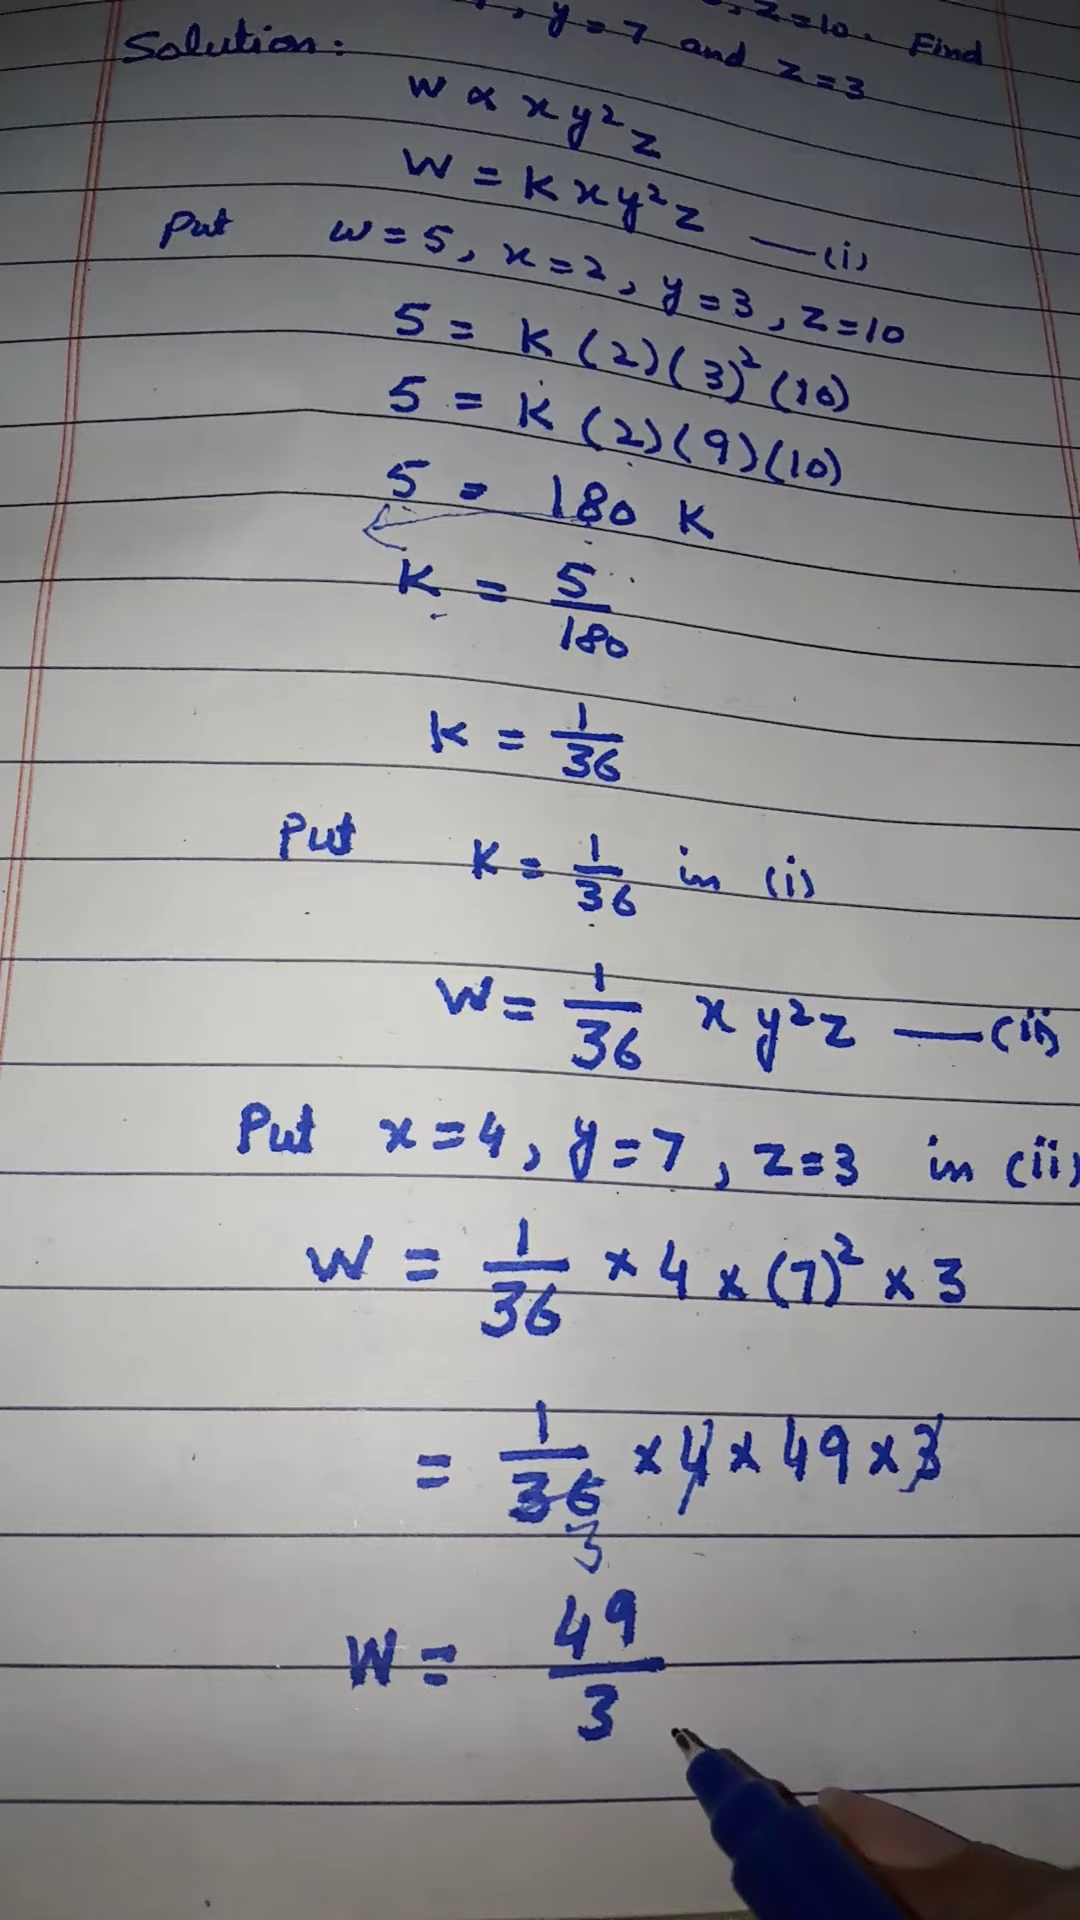 , z=10. Find
, y=7 and z=3
Solution:
W ∝ xy²z
W = Kxy²z —(i)
Put w=5, x=2, y=3, z=10
5 = K (2)(3)²(10)
5 = K (2)(9)(10)
5 = 180 K
K = 5/180
K = 1/36
Put K = 1/36 in (i)
W = 1/36 xy²z —(ii)
Put x=4, y=7, z=3 in (ii)
W = 1/36 × 4 × (7)² × 3
= 1/36 × 4 × 49 × 3
3
W = 49/3